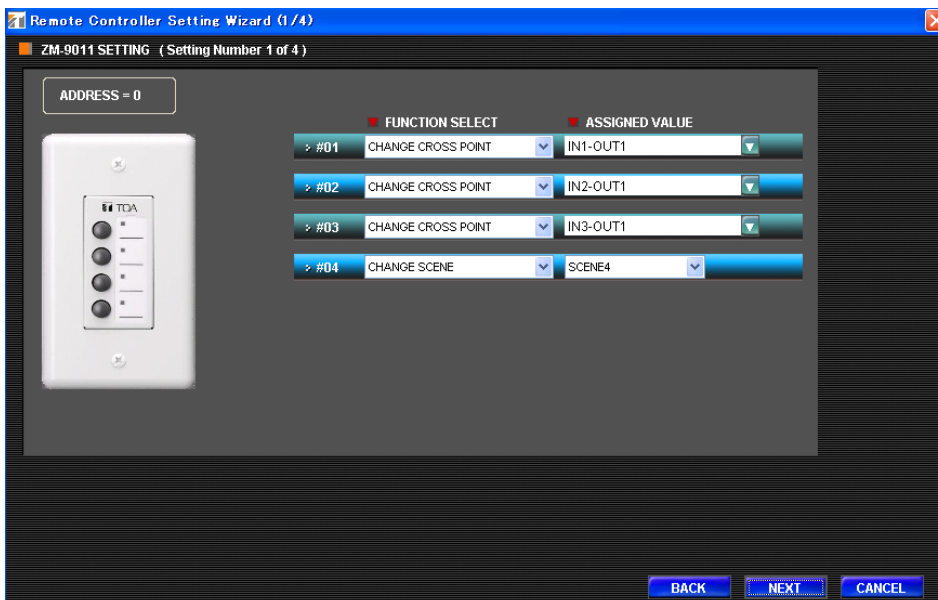 Remote Controller Setting Wizard (1/4)
ZM-9011 SETTING ( Setting Number 1 of 4 )
ADDRESS = 0
FUNCTION SELECT ASSIGNED VALUE
#01 CHANGE CROSS POINT IN1-OUT1
#02 CHANGE CROSS POINT IN2-OUT1
#03 CHANGE CROSS POINT IN3-OUT1
#04 CHANGE SCENE SCENE4
TOA
BACK NEXT CANCEL